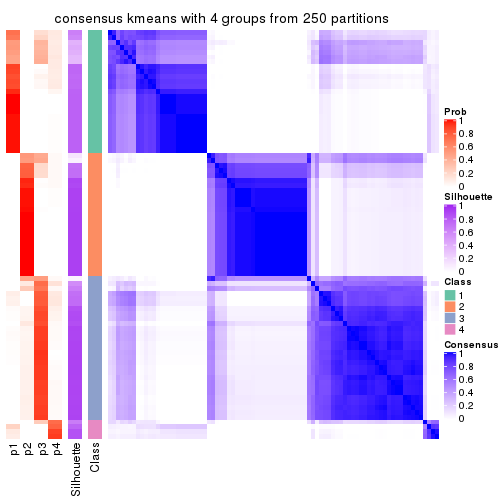 consensus kmeans with 4 groups from 250 partitions
Prob
1
0.8
0.6
0.4
0.2
0
Silhouette
1
0.8
0.6
0.4
0.2
0
Class
1
2
3
4
Consensus
1
0.8
0.6
0.4
0.2
0
p1
p2
p3
p4
Silhouette
Class